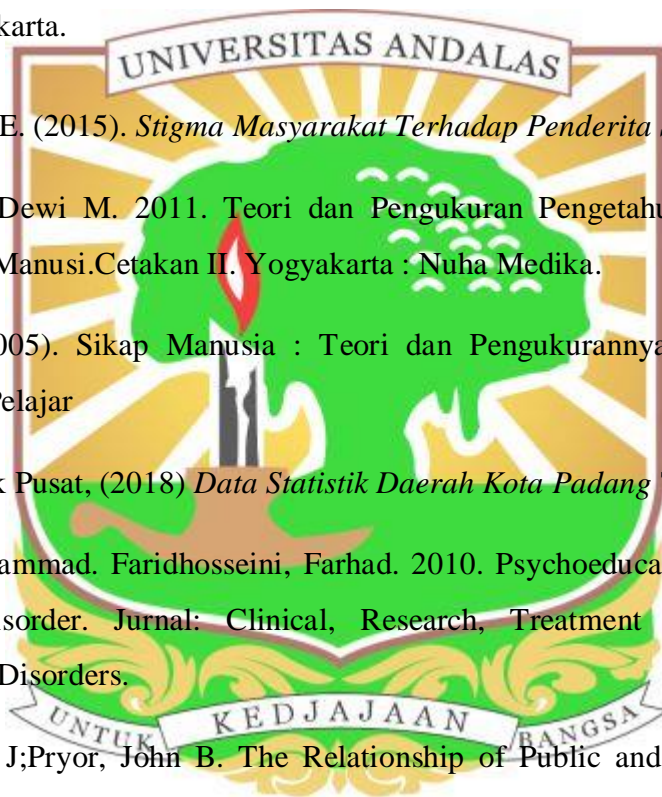 karta.
UNIVERSITAS ANDALAS
E. (2015). Stigma Masyarakat Terhadap Penderita
Dewi M. 2011. Teori dan Pengukuran Pengetahu
Manusi.Cetakan II. Yogyakarta : Nuha Medika.
005). Sikap Manusia : Teori dan Pengukurannya
Pelajar
k Pusat, (2018) Data Statistik Daerah Kota Padang
ammad. Faridhosseini, Farhad. 2010. Psychoeduca
isorder. Jurnal: Clinical, Research, Treatment
Disorders.
UNTUK KEDJAJAAN BANGSA
J;Pryor, John B. The Relationship of Public and